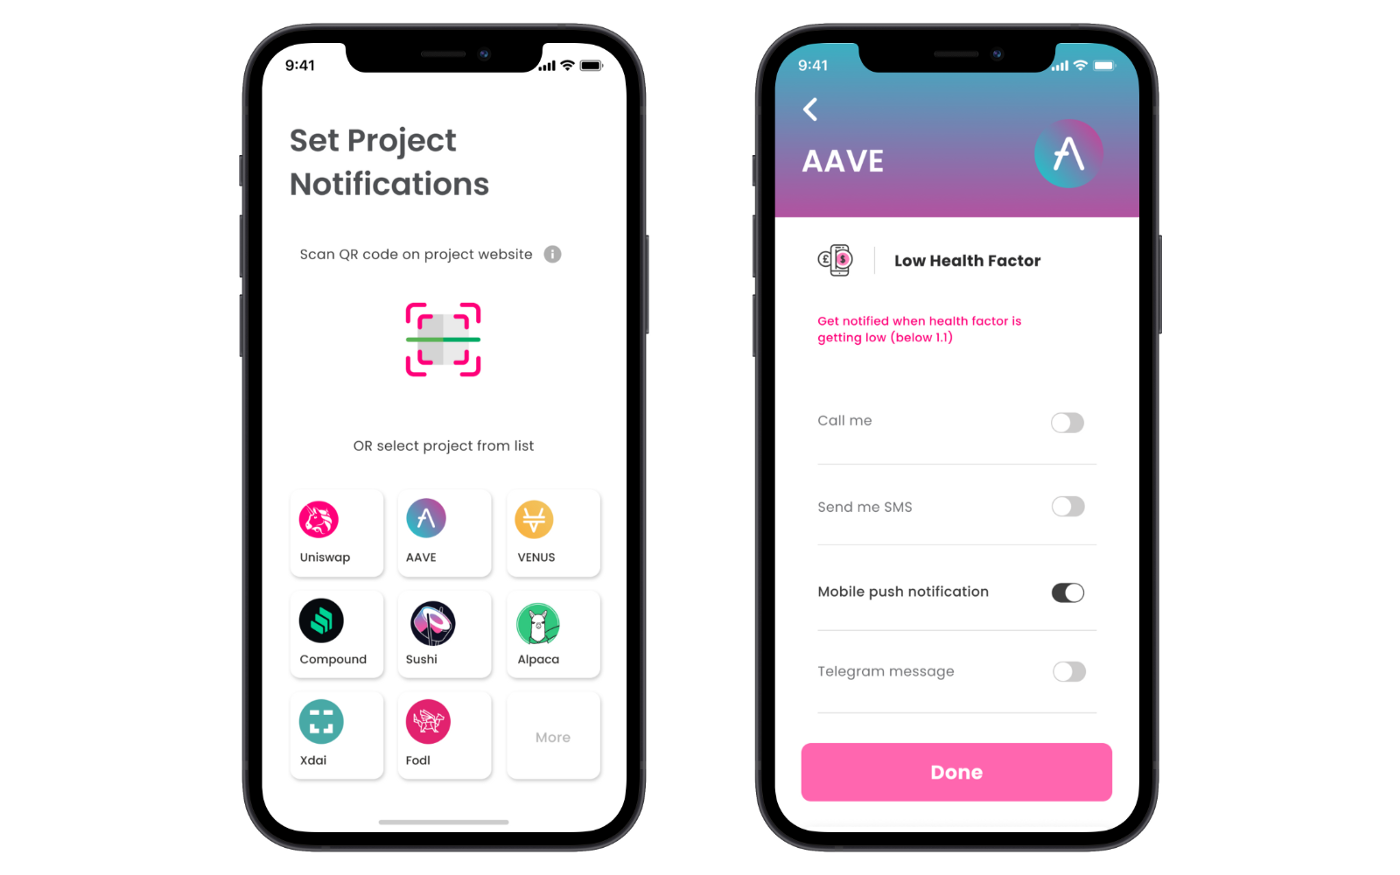 9:41
Set Project
Notifications
Scan QR code on project website
OR select project from list
Uniswap
AAVE
VENUS
Compound
Sushi
Alpaca
Xdai
Fodl
More
9:41
AAVE
Low Health Factor
Get notified when health factor is
getting low (below 1.1)
Call me
Send me SMS
Mobile push notification
Telegram message
Done